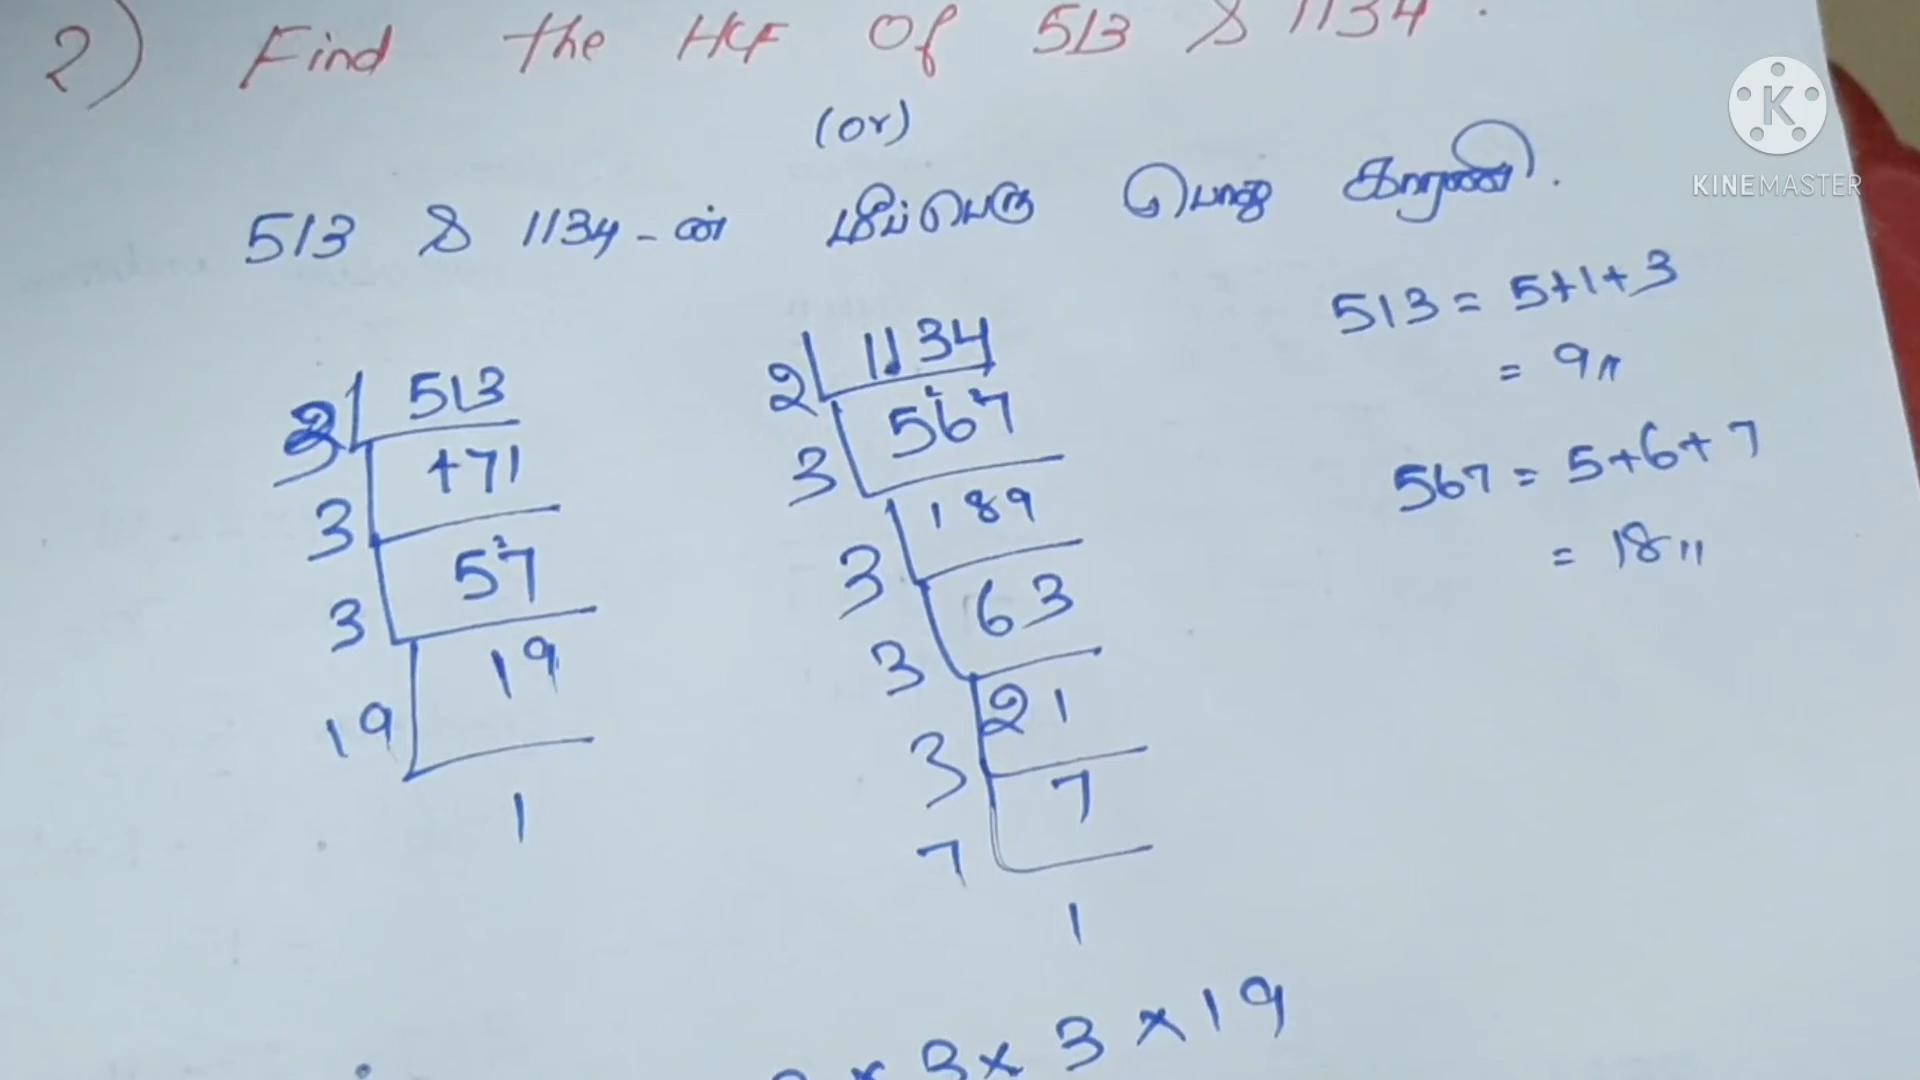 2) Find the HCF Of 513 & 1134.
(or)
513 & 1134-ன் மீப்பெரு பொது காரணி.
513 = 5+1+3
= 9"
567 = 5+6+7
= 18"
3 513
3 171
3 57
19 19
1
2 1134
3 567
3 189
3 63
3 21
7 7
1
3 × 3 × 19
KINEMASTER